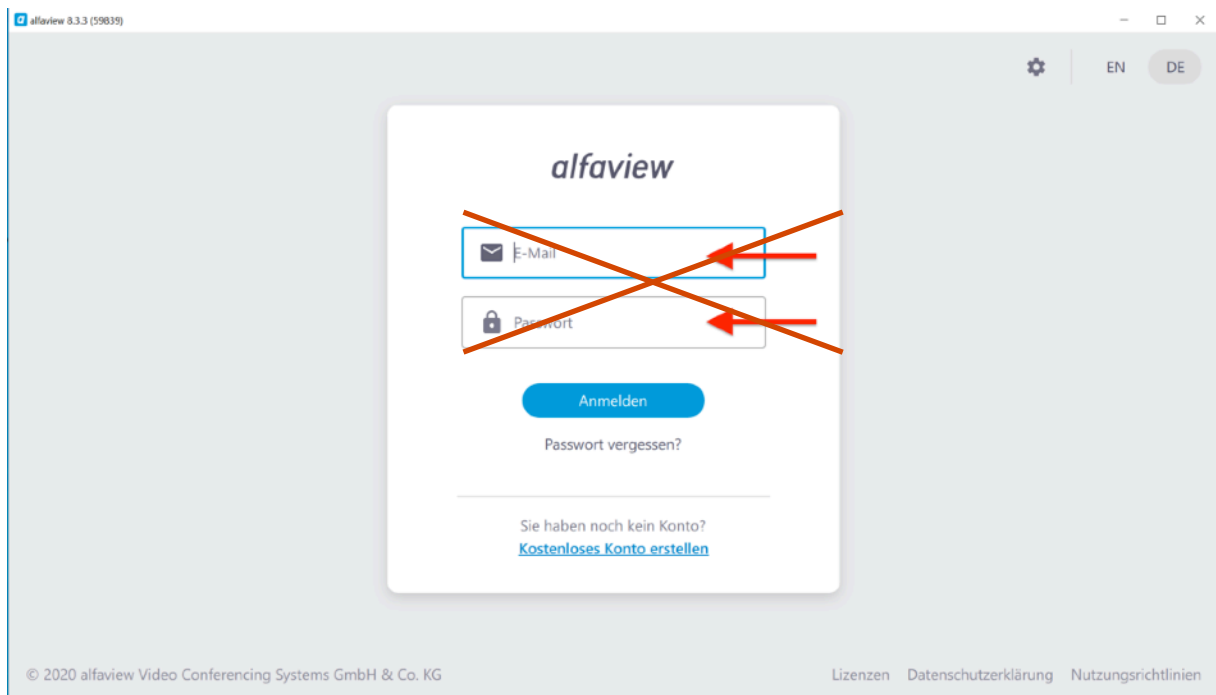 alfaview 8.3.3 (59839)
EN DE
alfaview
E-Mail
Passwort
Anmelden
Passwort vergessen?
Sie haben noch kein Konto?
Kostenloses Konto erstellen
© 2020 alfaview Video Conferencing Systems GmbH & Co. KG
Lizenzen Datenschutzerklärung Nutzungsrichtlinien